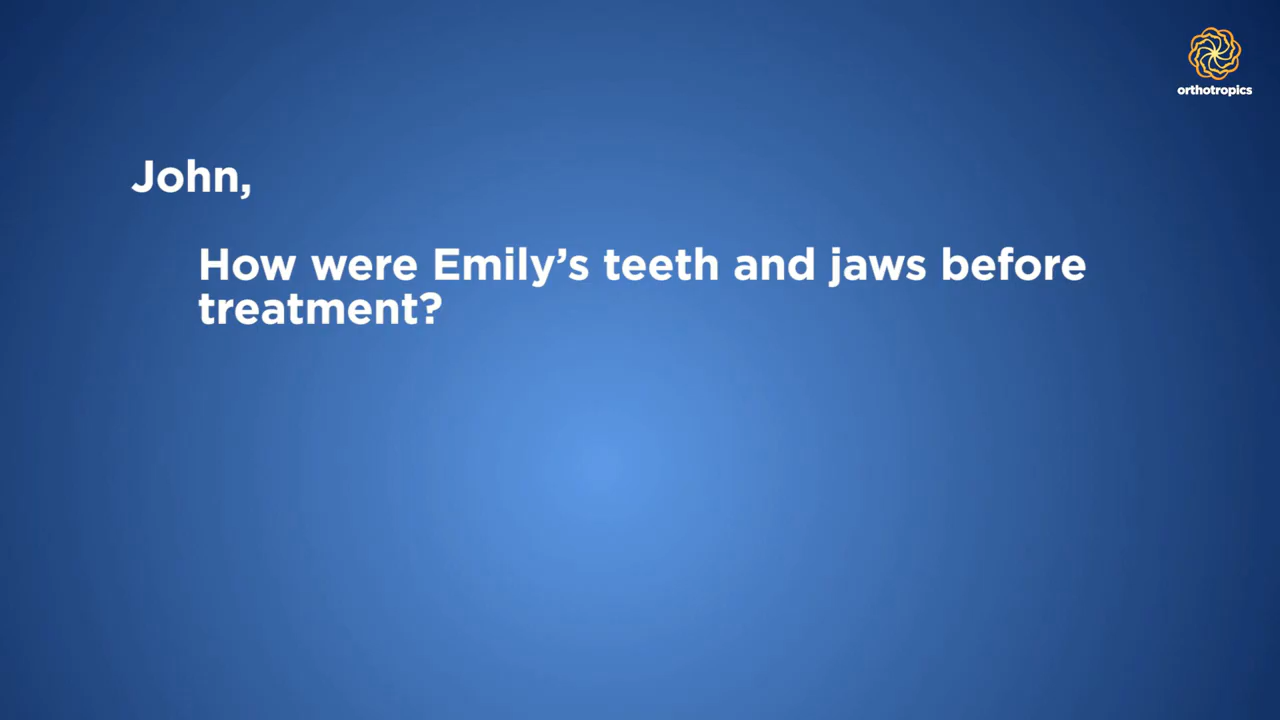 orthotropics
John,
How were Emily’s teeth and jaws before
treatment?